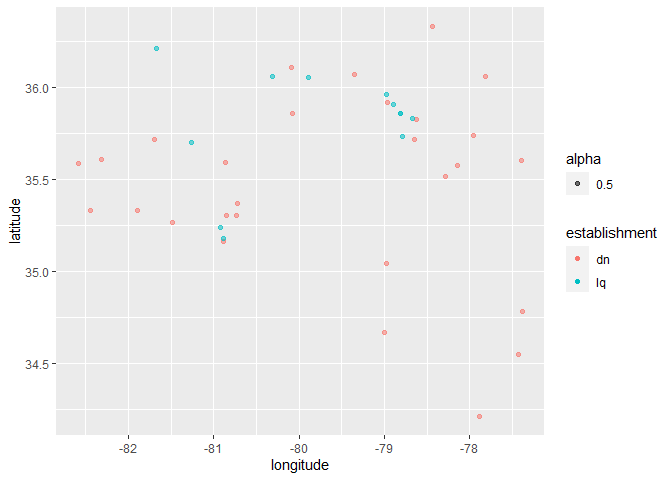 36.0
35.5
35.0
34.5
latitude
-82
-81
-80
-79
-78
longitude
alpha
0.5
establishment
dn
lq